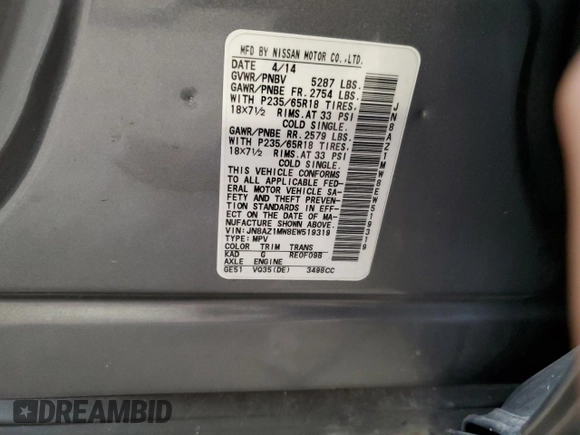 MFD BY NISSAN MOTOR CO.,LTD.
DATE 4/14
GVWR/PNBV 5287 LBS.
GAWR/PNBE FR. 2754 LBS.
WITH P235/65R18 TIRES,
18X7½ RIMS.AT 33 PSI
COLD SINGLE.
GAWR/PNBE RR. 2579 LBS.
WITH P235/65R18 TIRES,
18X7½ RIMS.AT 33 PSI
COLD SINGLE.
THIS VEHICLE CONFORMS
TO ALL APPLICABLE FED-
ERAL MOTOR VEHICLE SA-
FETY AND THEFT PREVEN-
TION STANDARDS IN EFF-
ECT ON THE DATE OF MA-
NUFACTURE SHOWN ABOVE.
VIN: JN8AZ1MW8EW519319
TYPE: MPV
COLOR TRIM TRANS
KAD G RE0F09B
AXLE ENGINE
GE51 VQ35(DE) 3498CC
JN8AZ1MW8EW519319
DREAMBID